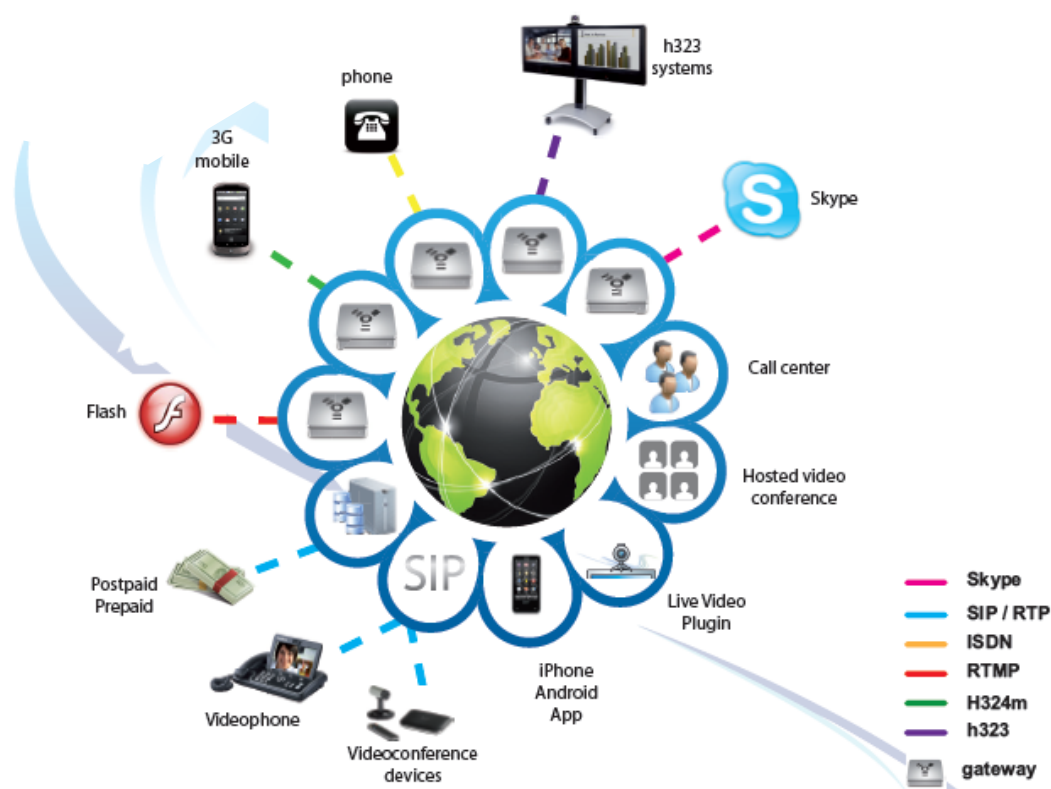 h323
systems
phone
3G
mobile
S
Skype
Call center
Flash
Hosted video
conference
SIP
Postpaid
Prepaid
Live Video
Plugin
iPhone
Android
App
Videophone
Videoconference
devices
Skype
SIP / RTP
ISDN
RTMP
H324m
h323
gateway